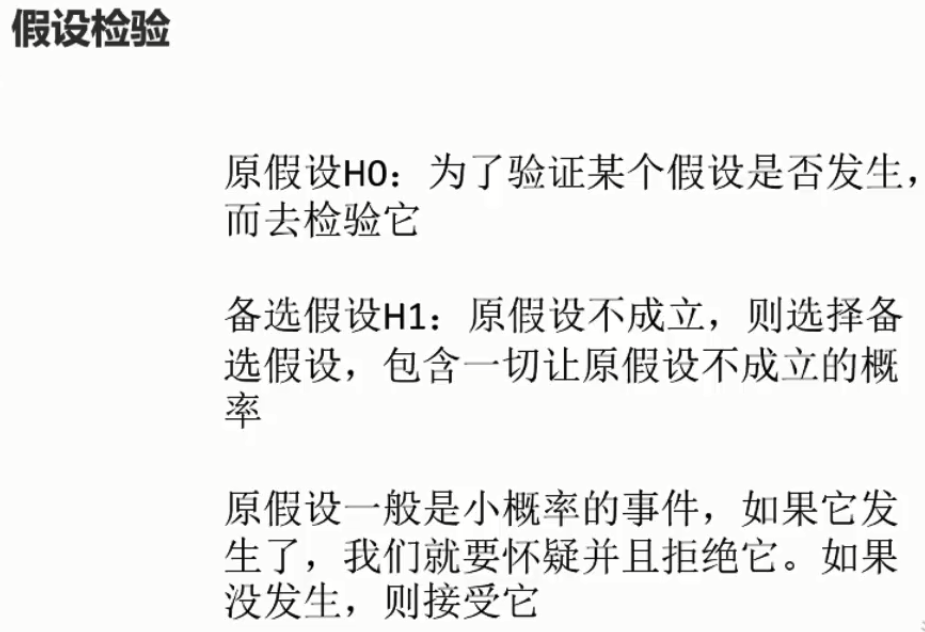 假设检验
原假设H0：为了验证某个假设是否发生，
而去检验它
备选假设H1：原假设不成立，则选择备
选假设，包含一切让原假设不成立的概
率
原假设一般是小概率的事件，如果它发
生了，我们就要怀疑并且拒绝它。如果
没发生，则接受它